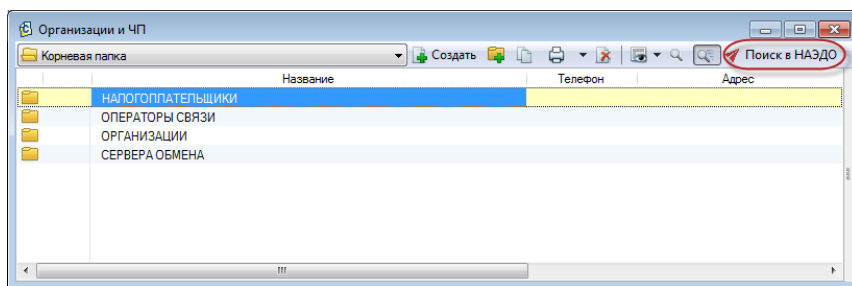 Организации и ЧП
Корневая папка Создать Поиск в НАЭДО
Название Телефон Адрес
НАЛОГОПЛАТЕЛЬЩИКИ
ОПЕРАТОРЫ СВЯЗИ
ОРГАНИЗАЦИИ
СЕРВЕРА ОБМЕНА